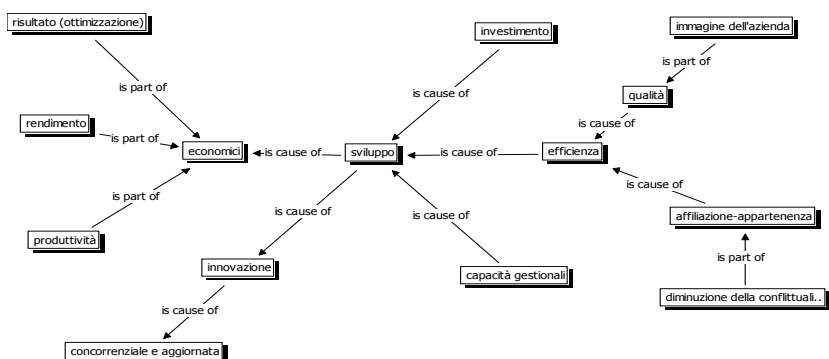 risultato (ottimizzazione)
immagine dell'azienda
investimento
is part of
is part of
qualità
is cause of
rendimento
is part of
is cause of
economici
is cause of
sviluppo
is cause of
efficienza
is part of
is cause of
affiliazione-appartenenza
is cause of
is cause of
produttività
is part of
innovazione
capacità gestionali
diminuzione della conflittuali..
is cause of
concorrenziale e aggiornata